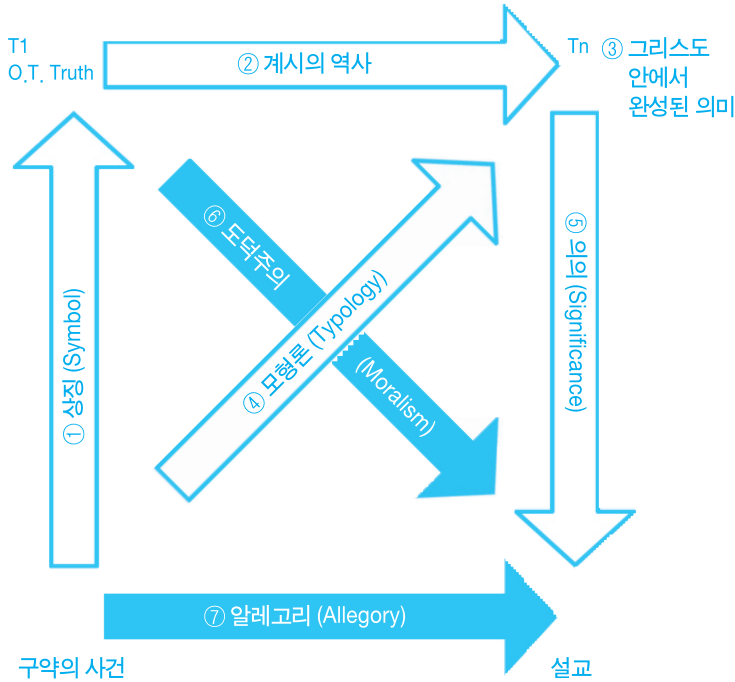 T1
O.T. Truth
② 계시의 역사
Tn
③ 그리스도
안에서
완성된 의미
① 상징 (Symbol)
⑥ 도덕주의
(Moralism)
④ 모형론 (Typology)
⑤ 의의 (Significance)
⑦ 알레고리 (Allegory)
구약의 사건
설교